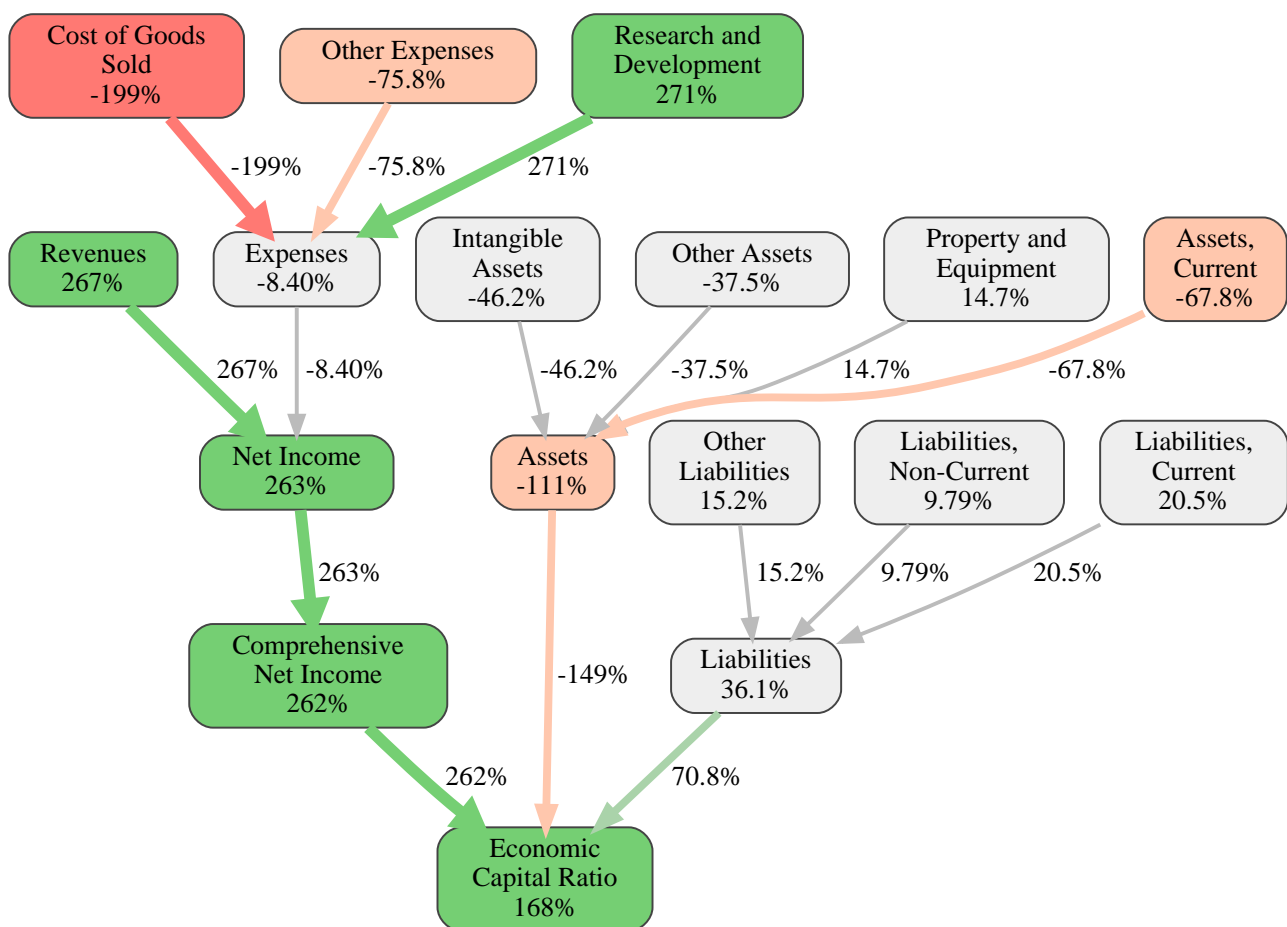 Cost of Goods
Sold
-199%
Other Expenses
-75.8%
Research and
Development
271%
-199%
-75.8%
271%
Revenues
267%
Expenses
-8.40%
Intangible
Assets
-46.2%
Other Assets
-37.5%
Property and
Equipment
14.7%
Assets,
Current
-67.8%
267%
-8.40%
-46.2%
-37.5%
14.7%
-67.8%
Net Income
263%
Assets
-111%
Other
Liabilities
15.2%
Liabilities,
Non-Current
9.79%
Liabilities,
Current
20.5%
263%
15.2%
9.79%
20.5%
Comprehensive
Net Income
262%
-149%
Liabilities
36.1%
262%
70.8%
Economic
Capital Ratio
168%